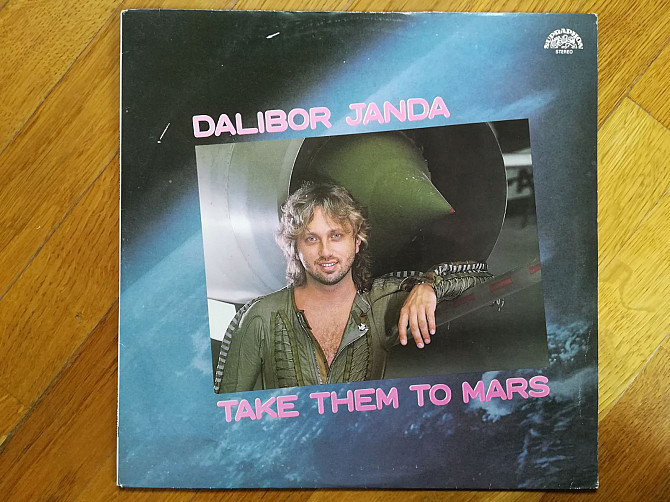 SUPRAPHON
STEREO
DALIBOR JANDA
TAKE THEM TO MARS